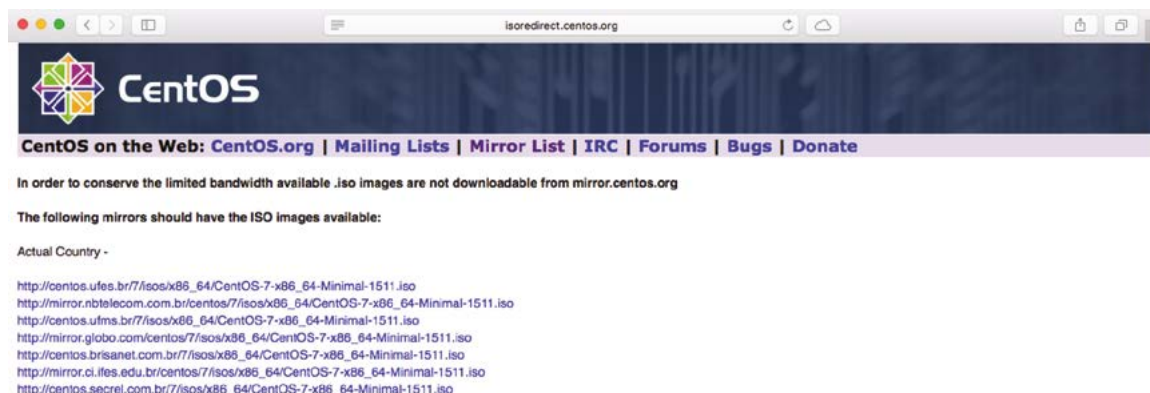 isoredirect.centos.org
CentOS
CentOS on the Web: CentOS.org | Mailing Lists | Mirror List | IRC | Forums | Bugs | Donate
In order to conserve the limited bandwidth available .iso images are not downloadable from mirror.centos.org
The following mirrors should have the ISO images available:
Actual Country -
http://centos.ufes.br/7/isos/x86_64/CentOS-7-x86_64-Minimal-1511.iso
http://mirror.nbtelecom.com.br/centos/7/isos/x86_64/CentOS-7-x86_64-Minimal-1511.iso
http://centos.ufms.br/7/isos/x86_64/CentOS-7-x86_64-Minimal-1511.iso
http://mirror.globo.com/centos/7/isos/x86_64/CentOS-7-x86_64-Minimal-1511.iso
http://centos.brisanet.com.br/7/isos/x86_64/CentOS-7-x86_64-Minimal-1511.iso
http://mirror.ci.ifes.edu.br/centos/7/isos/x86_64/CentOS-7-x86_64-Minimal-1511.iso
http://centos.secrel.com.br/7/isos/x86_64/CentOS-7-x86_64-Minimal-1511.iso